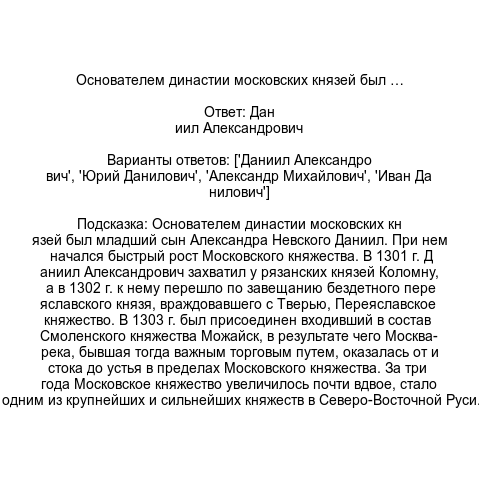 Основателем династии московских князей был …
Ответ: Дан
иил Александрович
Варианты ответов: ['Даниил Александро
вич', 'Юрий Данилович', 'Александр Михайлович', 'Иван Да
нилович']
Подсказка: Основателем династии московских кн
язей был младший сын Александра Невского Даниил. При нем
начался быстрый рост Московского княжества. В 1301 г. Д
аниил Александрович захватил у рязанских князей Коломну,
а в 1302 г. к нему перешло по завещанию бездетного пере
яславского князя, враждовавшего с Тверью, Переяславское
княжество. В 1303 г. был присоединен входивший в состав
Смоленского княжества Можайск, в результате чего Москва-
река, бывшая тогда важным торговым путем, оказалась от и
стока до устья в пределах Московского княжества. За три
года Московское княжество увеличилось почти вдвое, стало
одним из крупнейших и сильнейших княжеств в Северо-Восточной Руси.